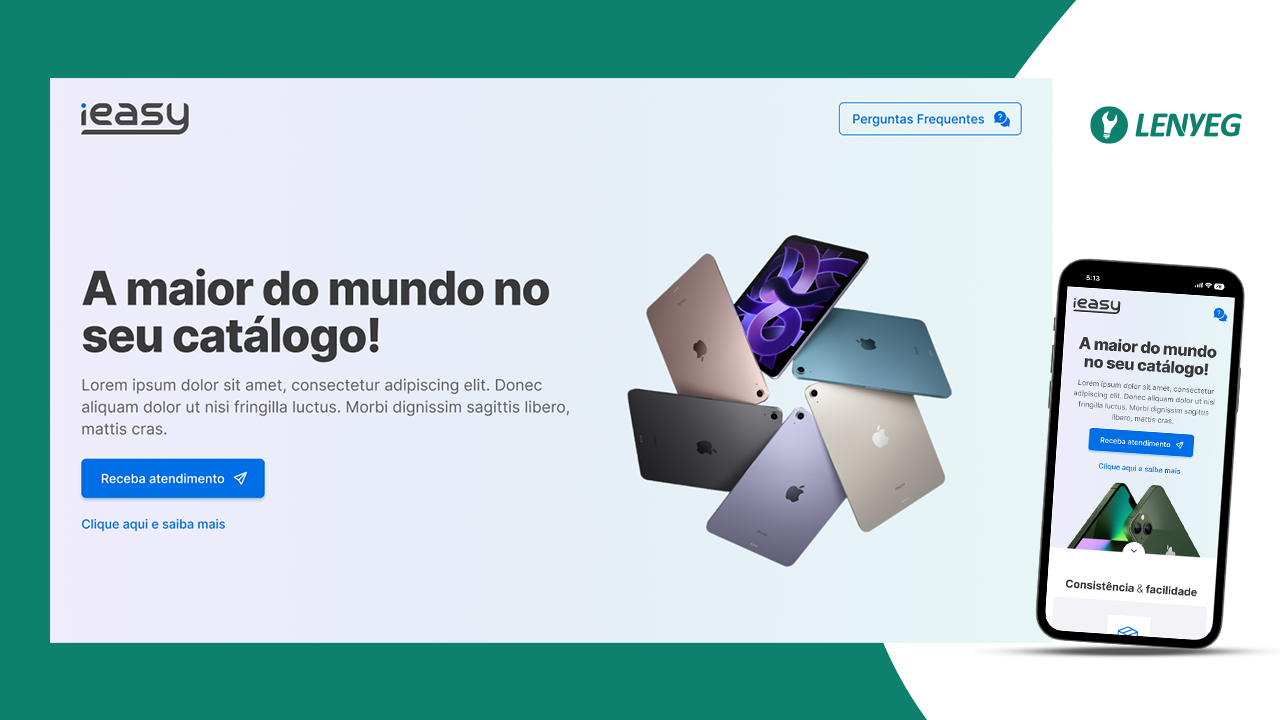 ieasy
Perguntas Frequentes
LENYEG
A maior do mundo no
seu catálogo!
Lorem ipsum dolor sit amet, consectetur adipiscing elit. Donec
aliquam dolor ut nisi fringilla luctus. Morbi dignissim sagittis libero,
mattis cras.
Receba atendimento
Clique aqui e saiba mais
5:13
ieasy
A maior do mundo
no seu catálogo!
Lorem ipsum dolor sit amet, consectetur
adipiscing elit. Donec aliquam dolor ut nisi
fringilla luctus. Morbi dignissim sagittis
libero, mattis cras.
Receba atendimento
Clique aqui e saiba mais
Consistência & facilidade